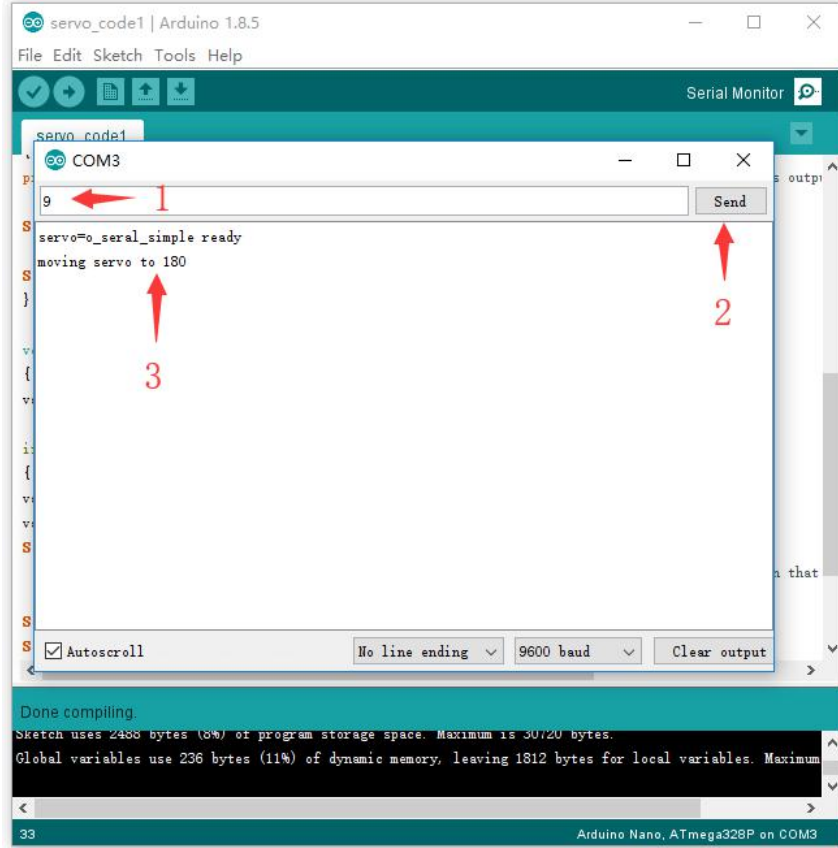 servo_code1 | Arduino 1.8.5
File Edit Sketch Tools Help
Serial Monitor
servo_code1
COM3
9
1
Send
servo=o_seral_simple ready
moving servo to 180
2
3
s outpu
S
S
}
{
{
S
n that
S
S
Autoscroll
No line ending
9600 baud
Clear output
Done compiling.
Sketch uses 2488 bytes (8%) of program storage space. Maximum is 30720 bytes.
Global variables use 236 bytes (11%) of dynamic memory, leaving 1812 bytes for local variables. Maximum
33
Arduino Nano, ATmega328P on COM3